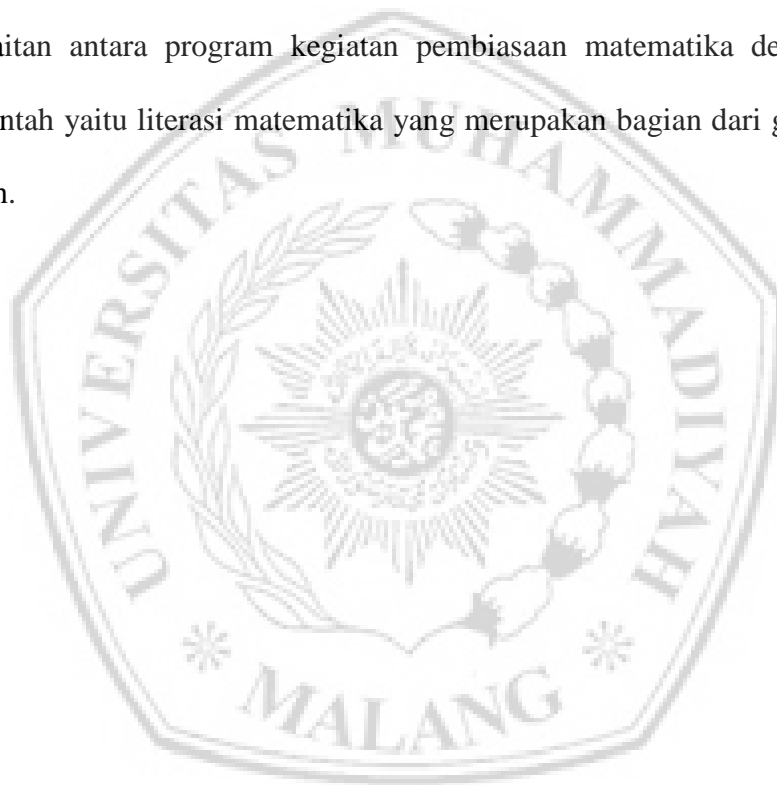 aitan antara program kegiatan pembiasaan matematika de
ntah yaitu literasi matematika yang merupakan bagian dari g
n.
UNIVERSITAS MUHAMMADIYAH
MALANG